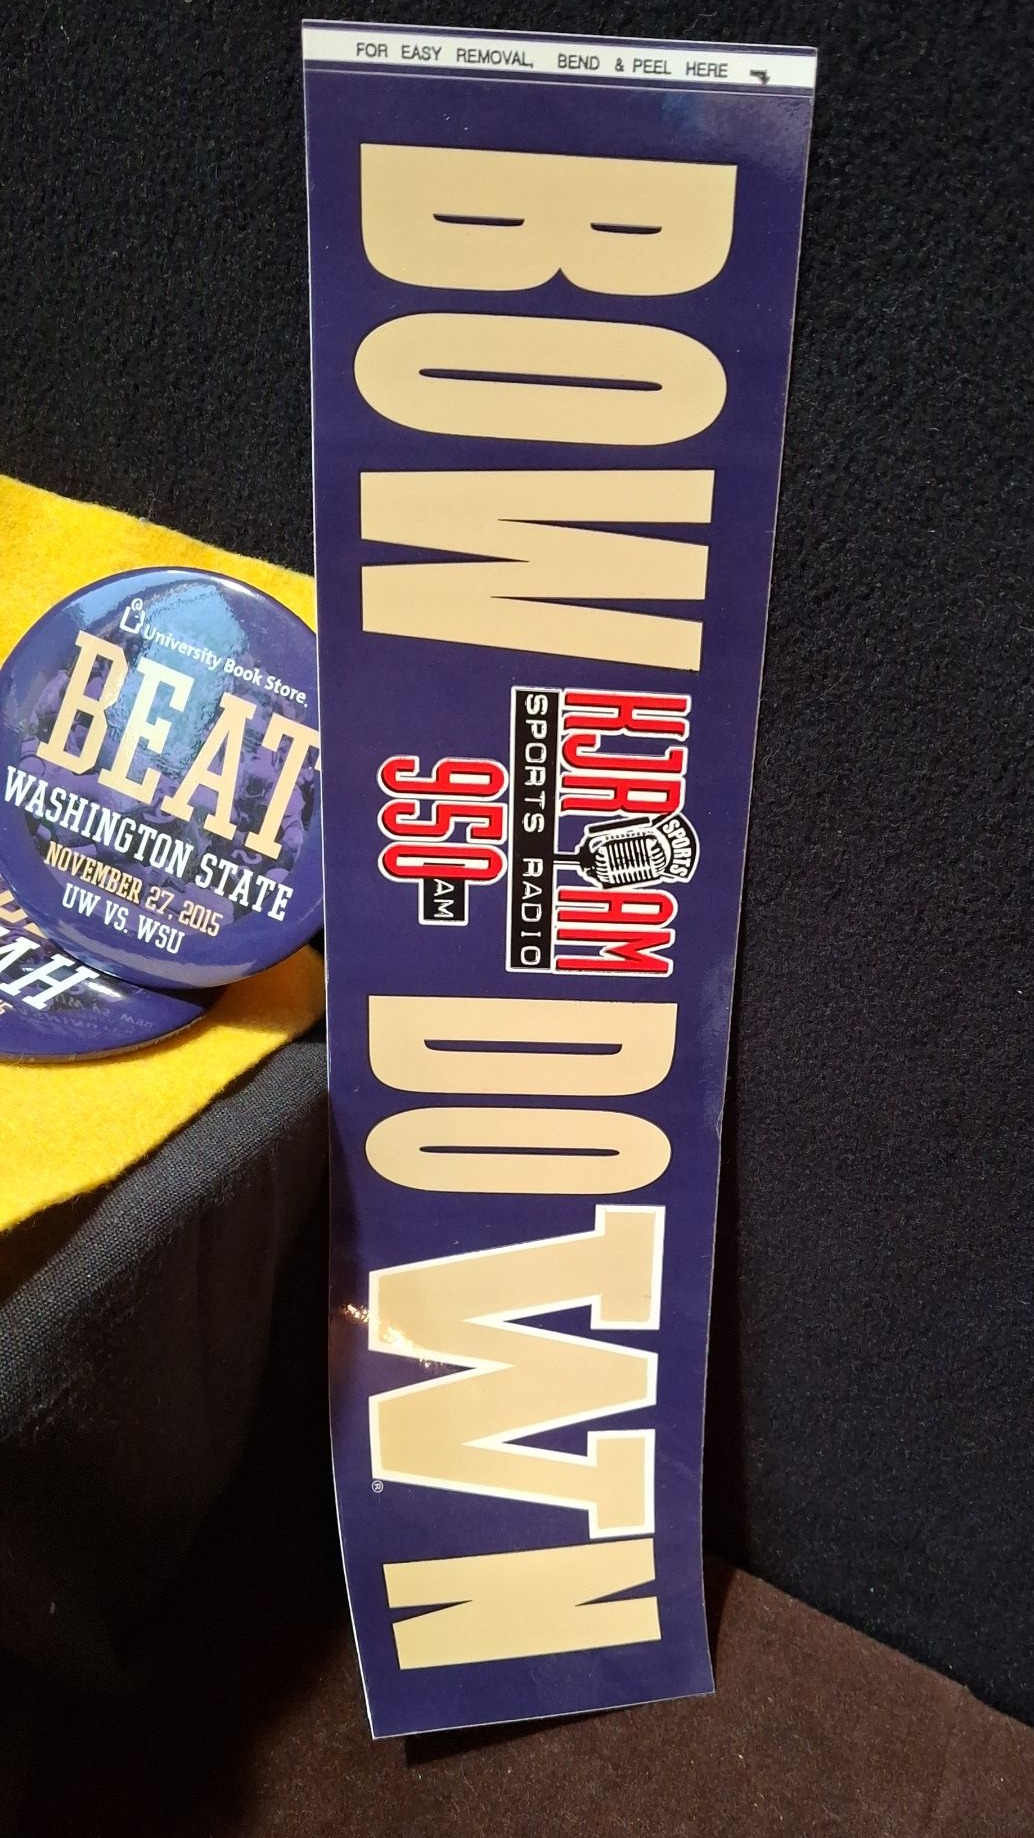 FOR EASY REMOVAL, BEND & PEEL HERE
BOW
KJR AM
SPORTS
SPORTS RADIO
950 AM
DOWN
®
University Book Store.
BEAT
WASHINGTON STATE
NOVEMBER 27, 2015
UW VS. WSU